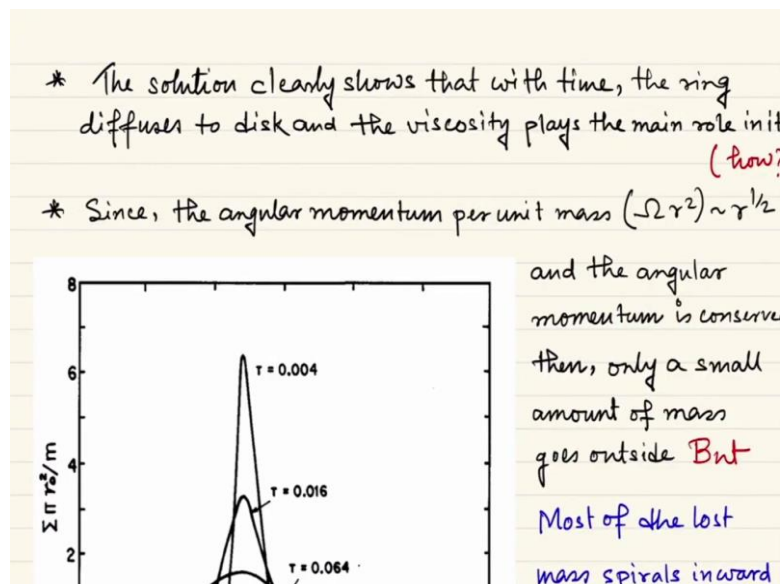 * The solution clearly shows that with time, the ring
diffuses to disk and the viscosity plays the main role in it
(how?
* Since, the angular momentum per unit mass (Ωr²) ~ r^1/2
and the angular
momentum is conserve
then, only a small
amount of mass
goes outside But
Most of the lost
mass spirals inward
8
6
4
2
Σ π r₀²/m
T = 0.004
T = 0.016
T = 0.064